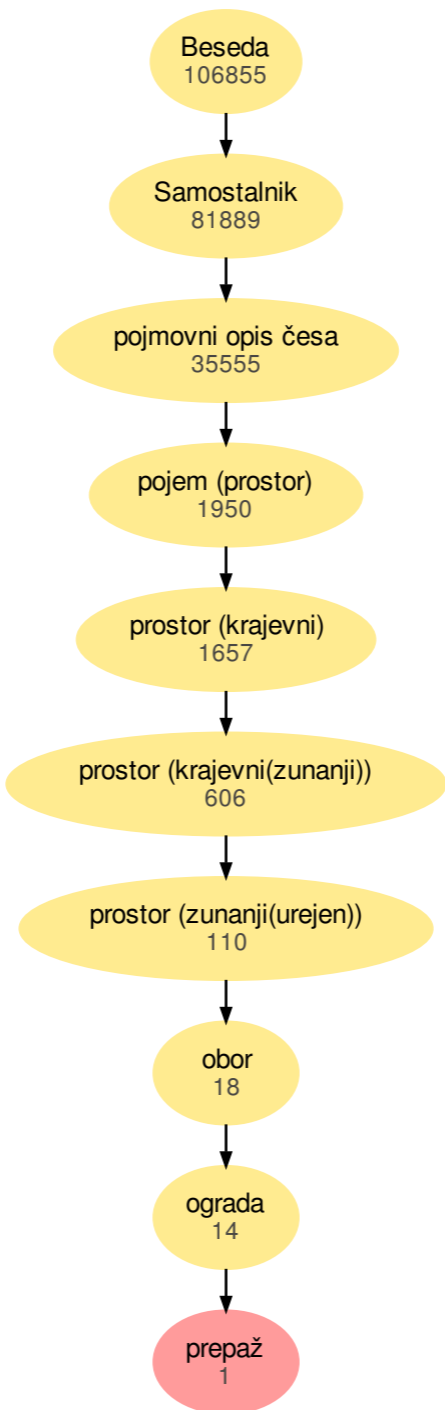 Beseda
106855
Samostalnik
81889
pojmovni opis česa
35555
pojem (prostor)
1950
prostor (krajevni)
1657
prostor (krajevni(zunanji))
606
prostor (zunanji(urejen))
110
obor
18
ograda
14
prepaž
1